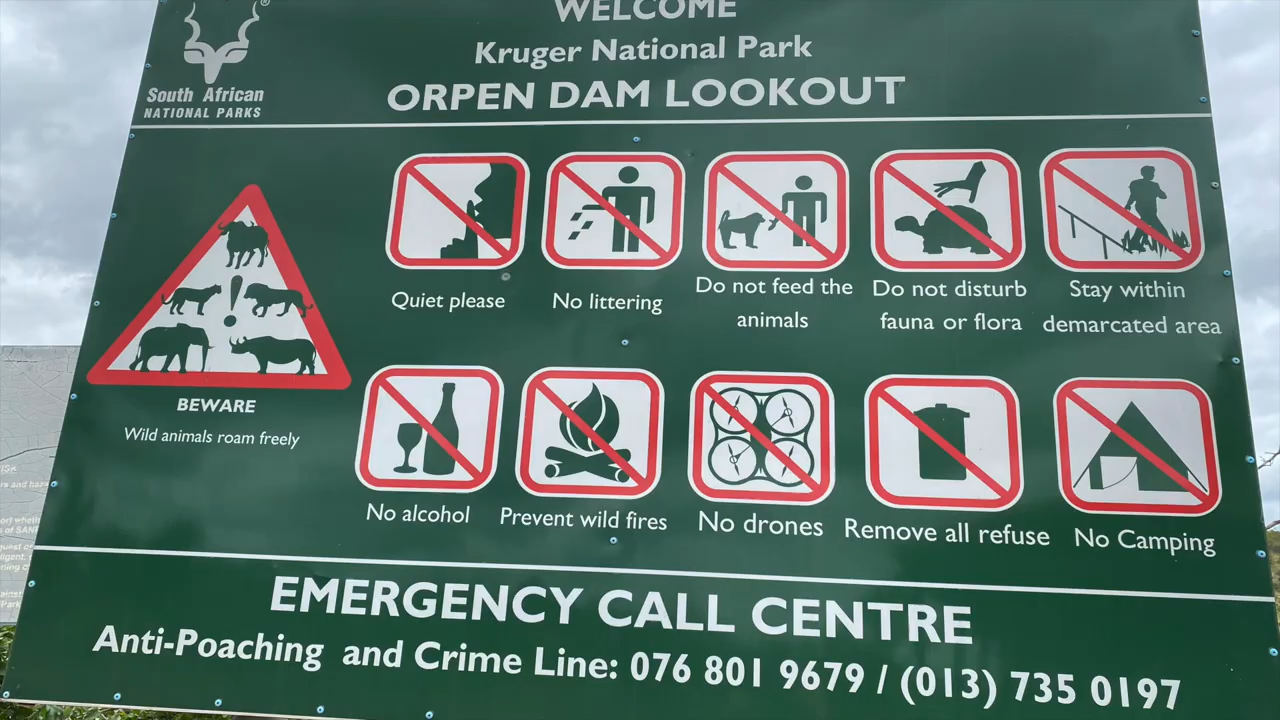 WELCOME
Kruger National Park
ORPEN DAM LOOKOUT
South African
NATIONAL PARKS
Quiet please
No littering
Do not feed the
animals
Do not disturb
fauna or flora
Stay within
demarcated area
BEWARE
Wild animals roam freely
No alcohol
Prevent wild fires
No drones
Remove all refuse
No Camping
EMERGENCY CALL CENTRE
Anti-Poaching and Crime Line: 076 801 9679 / (013) 735 0197